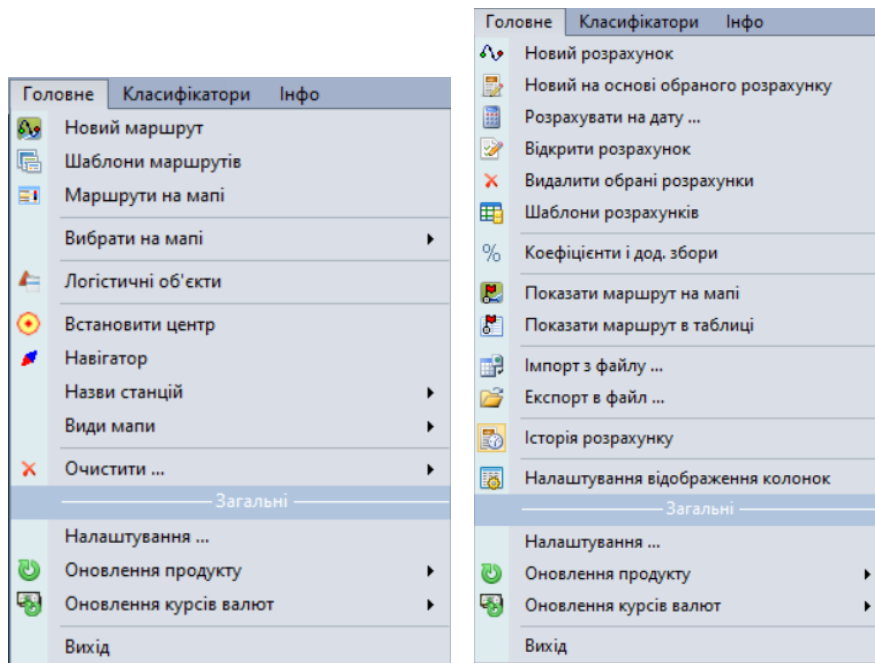 Головне Класифікатори Інфо
Новий маршрут
Шаблони маршрутів
Маршрути на мапі
Вибрати на мапі
Логістичні об'єкти
Встановити центр
Навігатор
Назви станцій
Види мапи
Очистити ...
Загальні
Налаштування ...
Оновлення продукту
Оновлення курсів валют
Вихід
Головне Класифікатори Інфо
Новий розрахунок
Новий на основі обраного розрахунку
Розрахувати на дату ...
Відкрити розрахунок
Видалити обрані розрахунки
Шаблони розрахунків
% Коефіцієнти і дод. збори
Показати маршрут на мапі
Показати маршрут в таблиці
Імпорт з файлу ...
Експорт в файл ...
Історія розрахунку
Налаштування відображення колонок
Загальні
Налаштування ...
Оновлення продукту
Оновлення курсів валют
Вихід